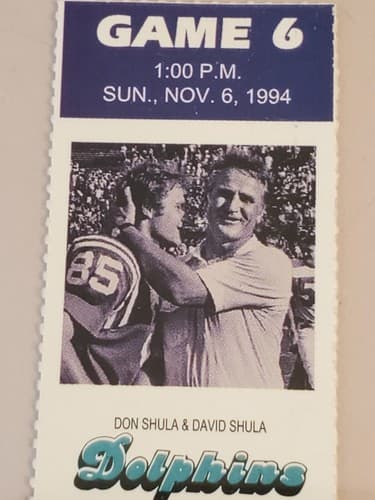 GAME 6
1:00 P.M.
SUN., NOV. 6, 1994
85
DON SHULA & DAVID SHULA
Dolphins